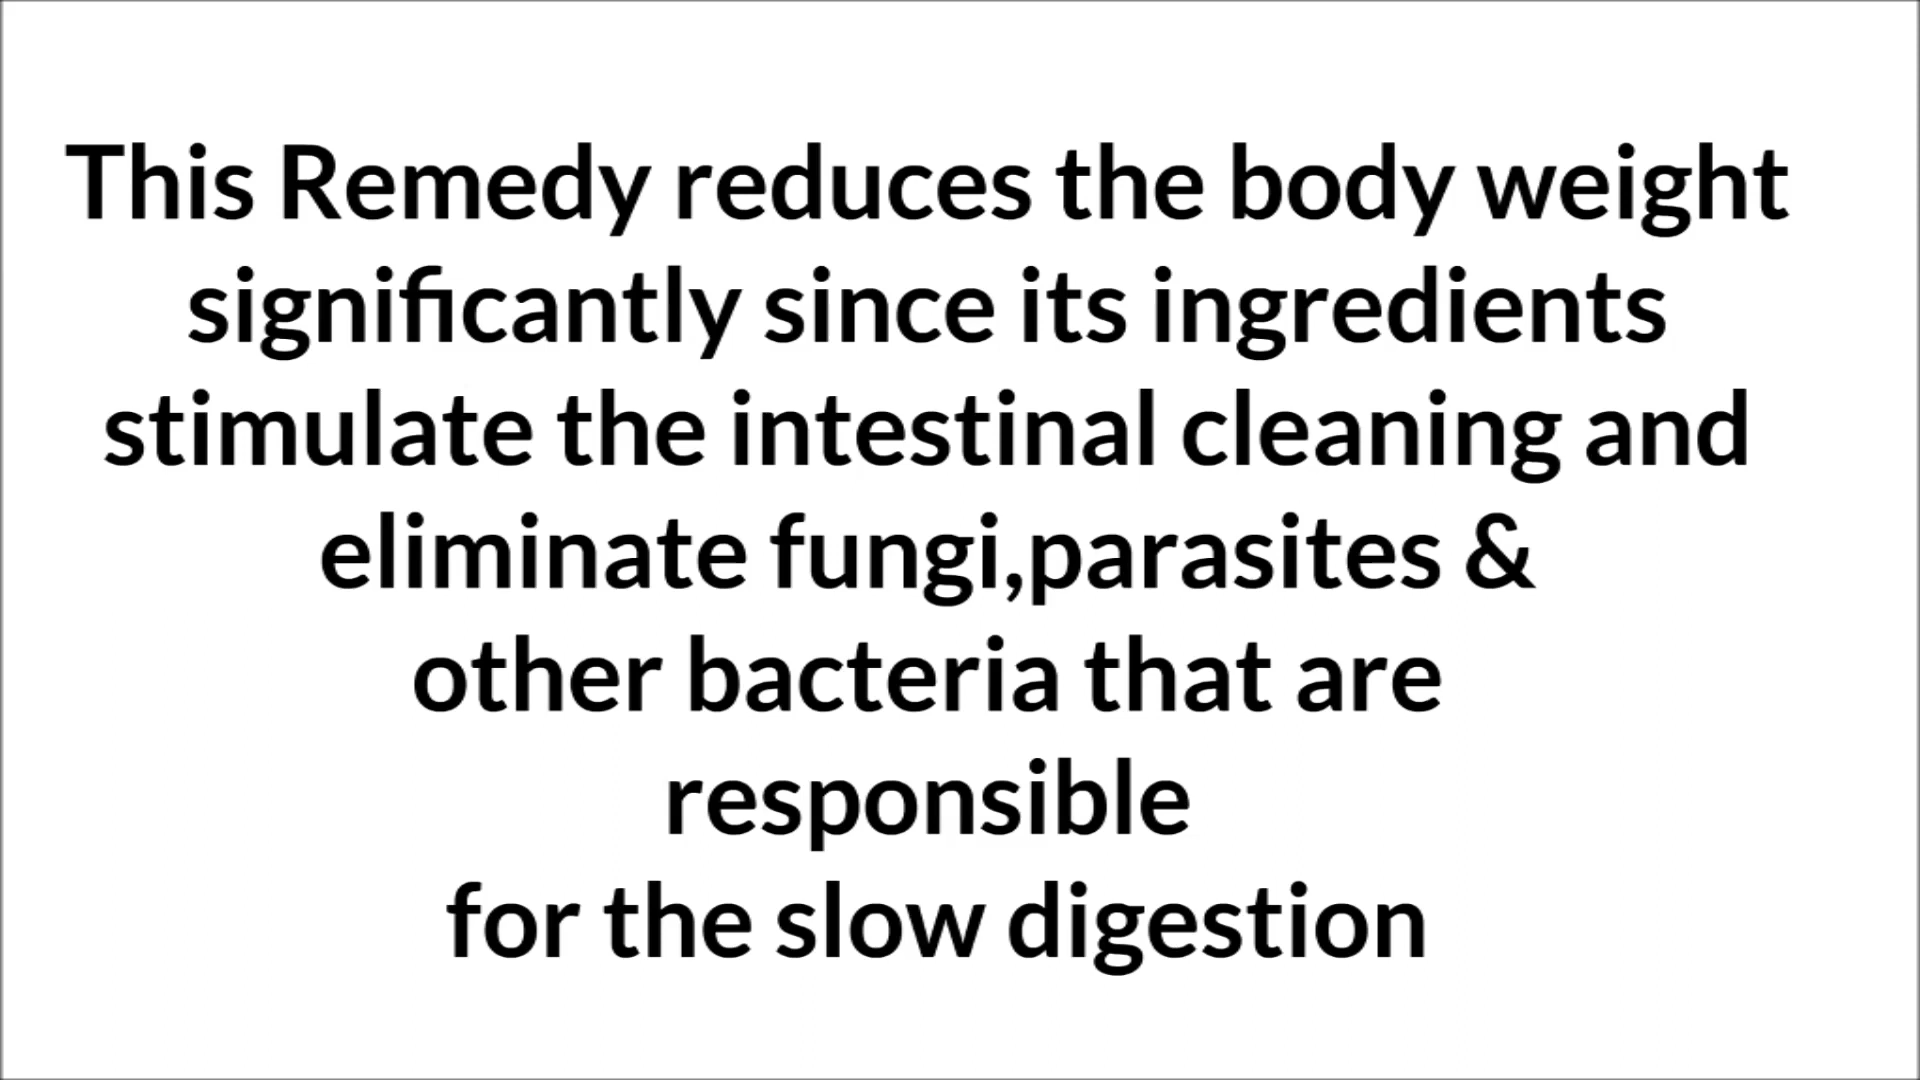 This Remedy reduces the body weight
significantly since its ingredients
stimulate the intestinal cleaning and
eliminate fungi,parasites &
other bacteria that are
responsible
for the slow digestion